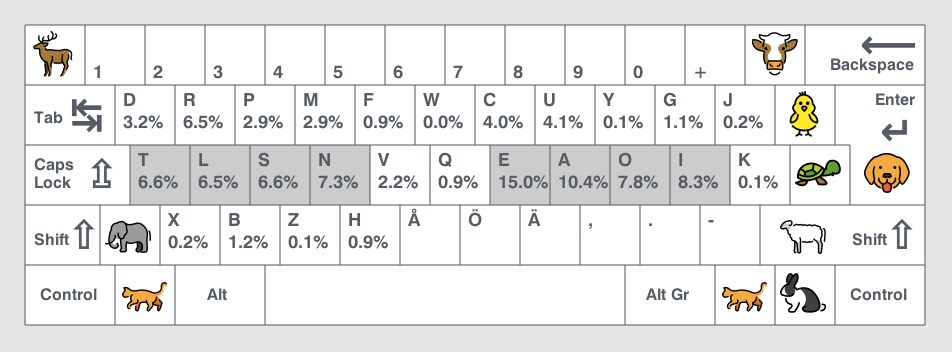 1 2 3 4 5 6 7 8 9 0 + Backspace
Tab D R P M F W C U Y G J Enter
3.2% 6.5% 2.9% 2.9% 0.9% 0.0% 4.0% 4.1% 0.1% 1.1% 0.2%
Caps T L S N V Q E A O I K
Lock 6.6% 6.5% 6.6% 7.3% 2.2% 0.9% 15.0% 10.4% 7.8% 8.3% 0.1%
Shift X B Z H Å Ö Ä , . - Shift
0.2% 1.2% 0.1% 0.9%
Control Alt Alt Gr Control